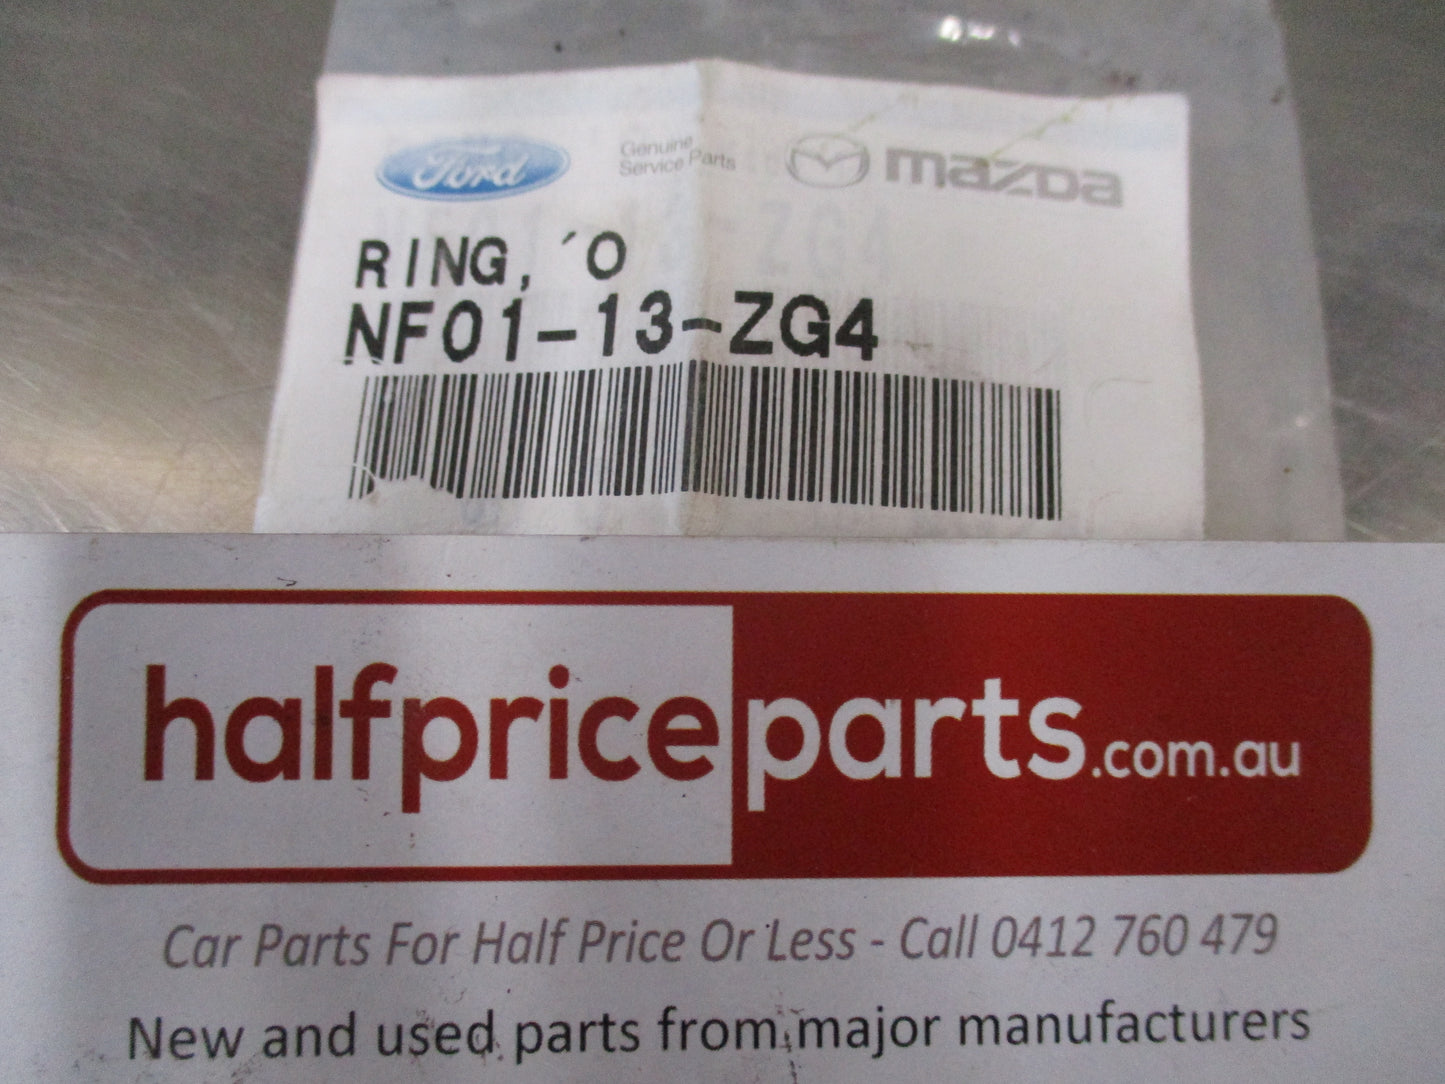 Ford Genuine Service Parts mazda
RING, ´O
NF01-13-ZG4
halfpriceparts.com.au
Car Parts For Half Price Or Less - Call 0412 760 479
New and used parts from major manufacturers